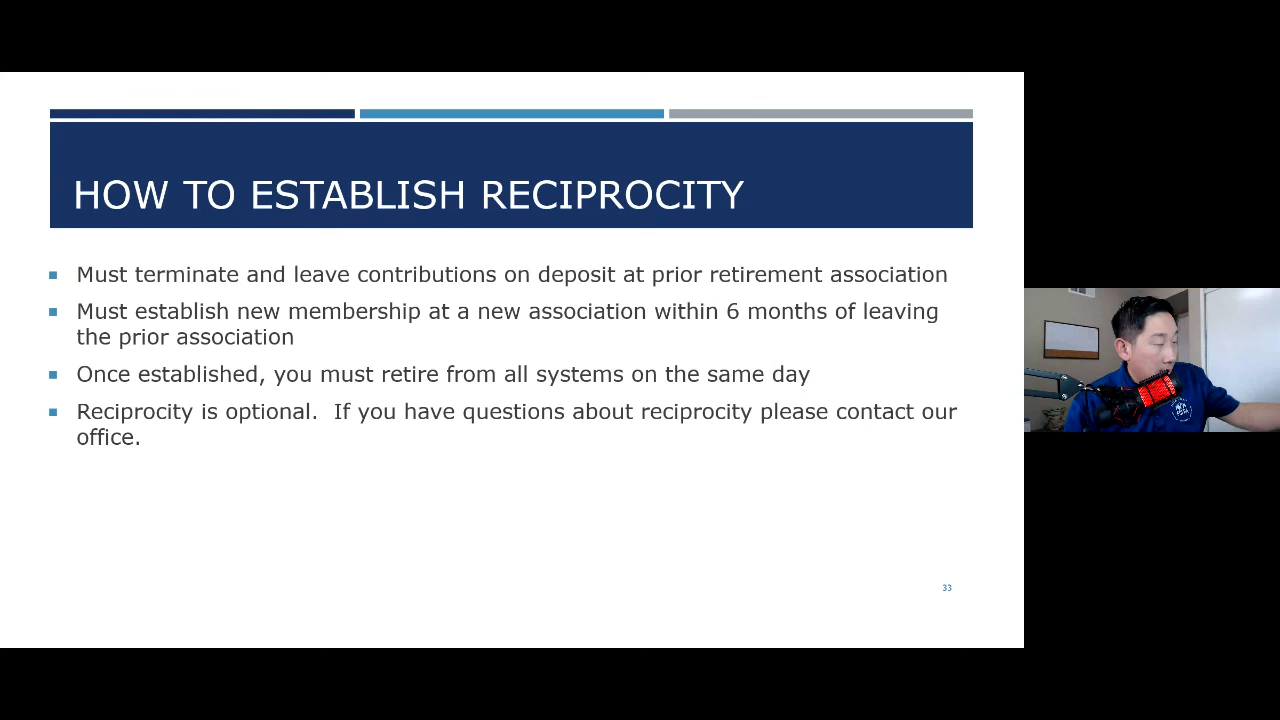 HOW TO ESTABLISH RECIPROCITY
Must terminate and leave contributions on deposit at prior retirement association
Must establish new membership at a new association within 6 months of leaving
the prior association
Once established, you must retire from all systems on the same day
Reciprocity is optional.  If you have questions about reciprocity please contact our
office.
33